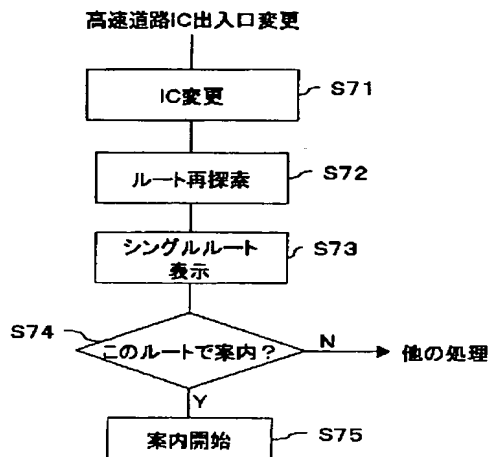 高速道路IC出入口変更
IC変更
S71
ルート再探索
S72
シングルルート
表示
S73
S74
このルートで案内？
N
他の処理
Y
案内開始
S75